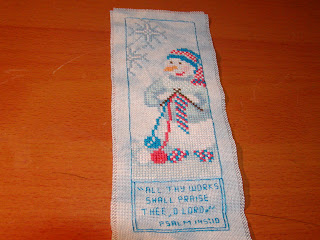 "ALL THY WORKS
SHALL PRAISE
THEE, O LORD."
PSALM 145:10